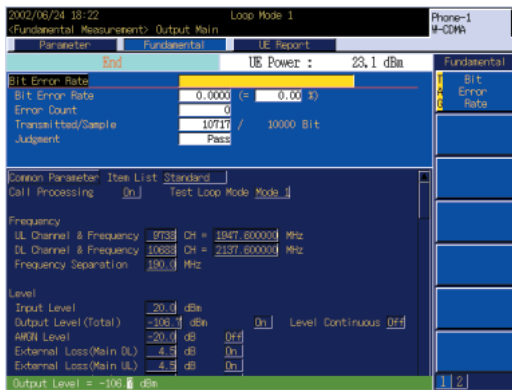 2002/06/24 18:22 Loop Mode 1
Phone-1
<Fundamental Measurement> Output Main
W-CDMA
Parameter Fundamental UE Report
End UE Power : 23.1 dBm Fundamental
Bit Error Rate
T A G Bit Error Rate
Bit Error Rate 0.0000 (= 0.00 %)
Error Count 0
Transmitted/Sample 10717 / 10000 Bit
Judgment Pass
Common Parameter Item List Standard
Call Processing On Test Loop Mode Mode 1
Frequency
UL Channel & Frequency 9738 CH = 1947.600000 MHz
DL Channel & Frequency 10688 CH = 2137.600000 MHz
Frequency Separation 190.0 MHz
Level
Input Level 20.0 dBm
Output Level(Total) -106.7 dBm On Level Continuous Off
AWGN Level -20.0 dB Off
External Loss(Main DL) 4.5 dB On
External Loss(Main UL) 4.5 dB On
Output Level = -106.7 dBm
1 2